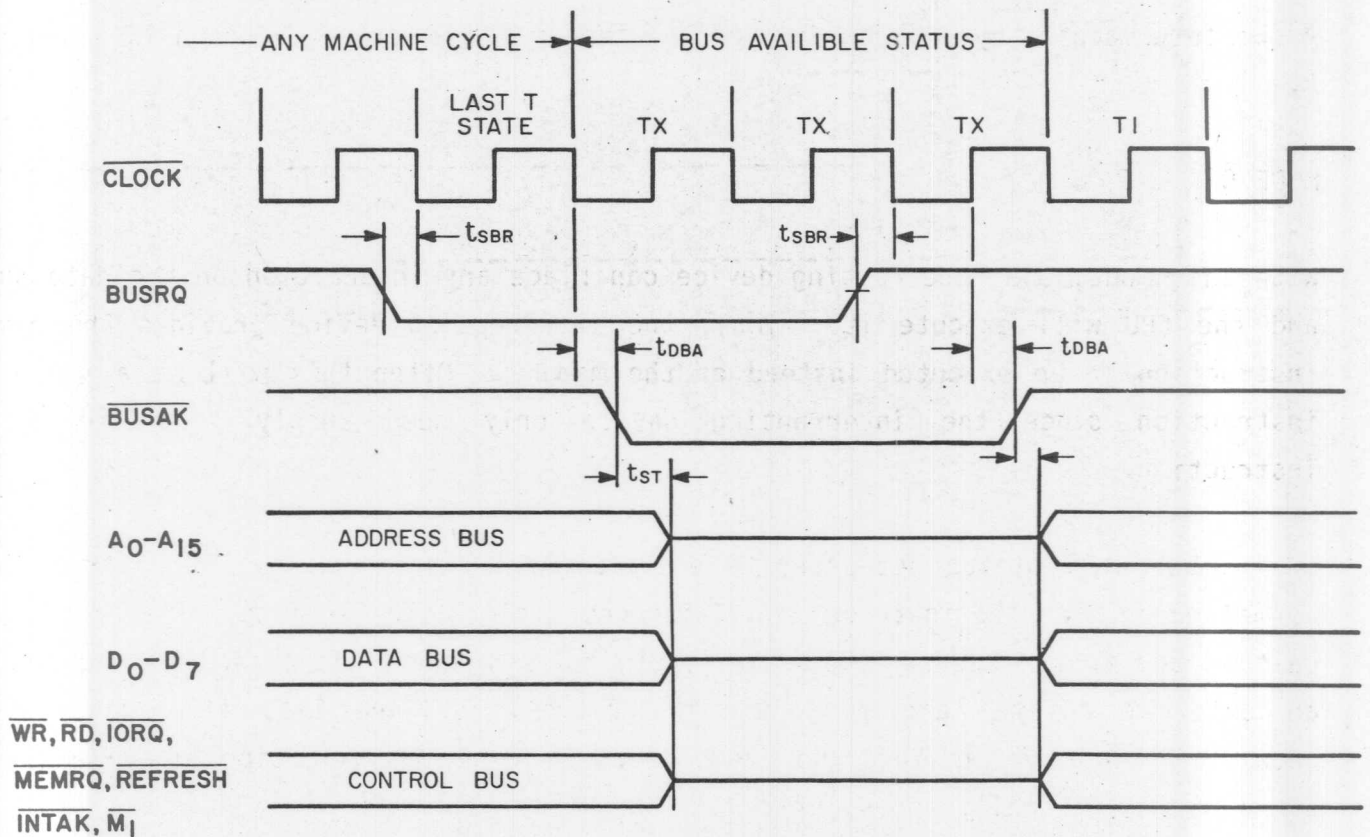 ANY MACHINE CYCLE
BUS AVAILIBLE STATUS
LAST T
STATE
TX
TX
TX
T1
CLOCK
tSBR
tSBR
BUSRQ
tDBA
tDBA
BUSAK
tST
A0-A15
ADDRESS BUS
D0-D7
DATA BUS
WR, RD, IORQ,
MEMRQ, REFRESH
CONTROL BUS
INTAK, M1